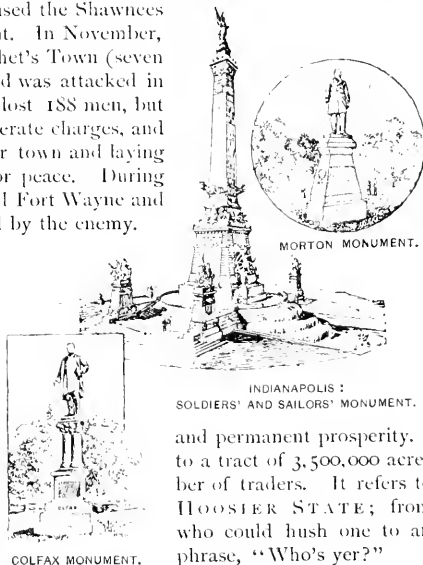 used the Shawnees
nt. In November,
het's Town (seven
d was attacked in
lost 188 men, but
erate charges, and
r town and laying
or peace. During
l Fort Wayne and
l by the enemy.
MORTON MONUMENT.
INDIANAPOLIS:
SOLDIERS' AND SAILORS' MONUMENT.
COLFAX MONUMENT.
and permanent prosperity.
to a tract of 3,500,000 acre
ber of traders. It refers to
HOOSIER STATE; from
who could hush one to an
phrase, "Who's yer?"